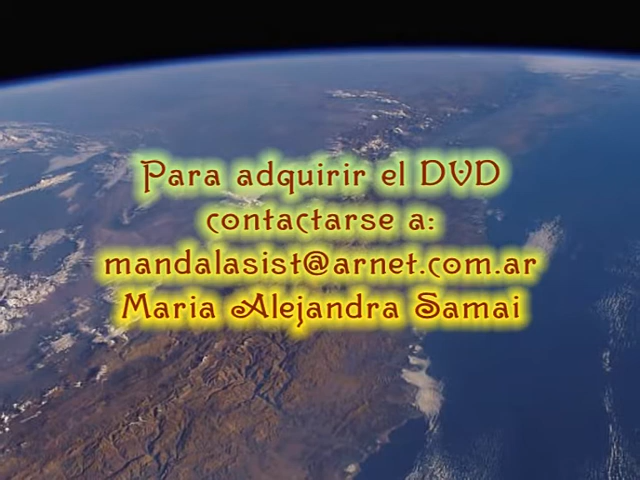 Para adquirir el DVD
contactarse a:
mandalasist@arnet.com.ar
Maria Alejandra Samai